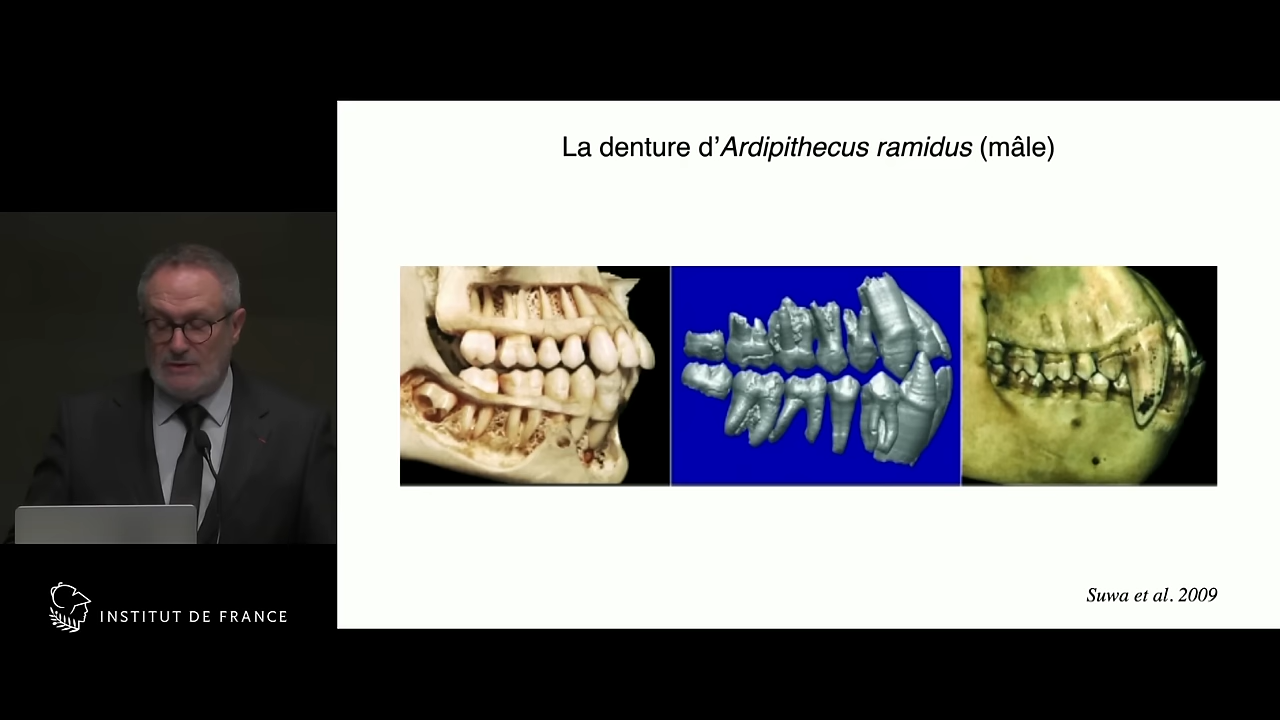 La denture d'Ardipithecus ramidus (mâle)
Suwa et al. 2009
INSTITUT DE FRANCE